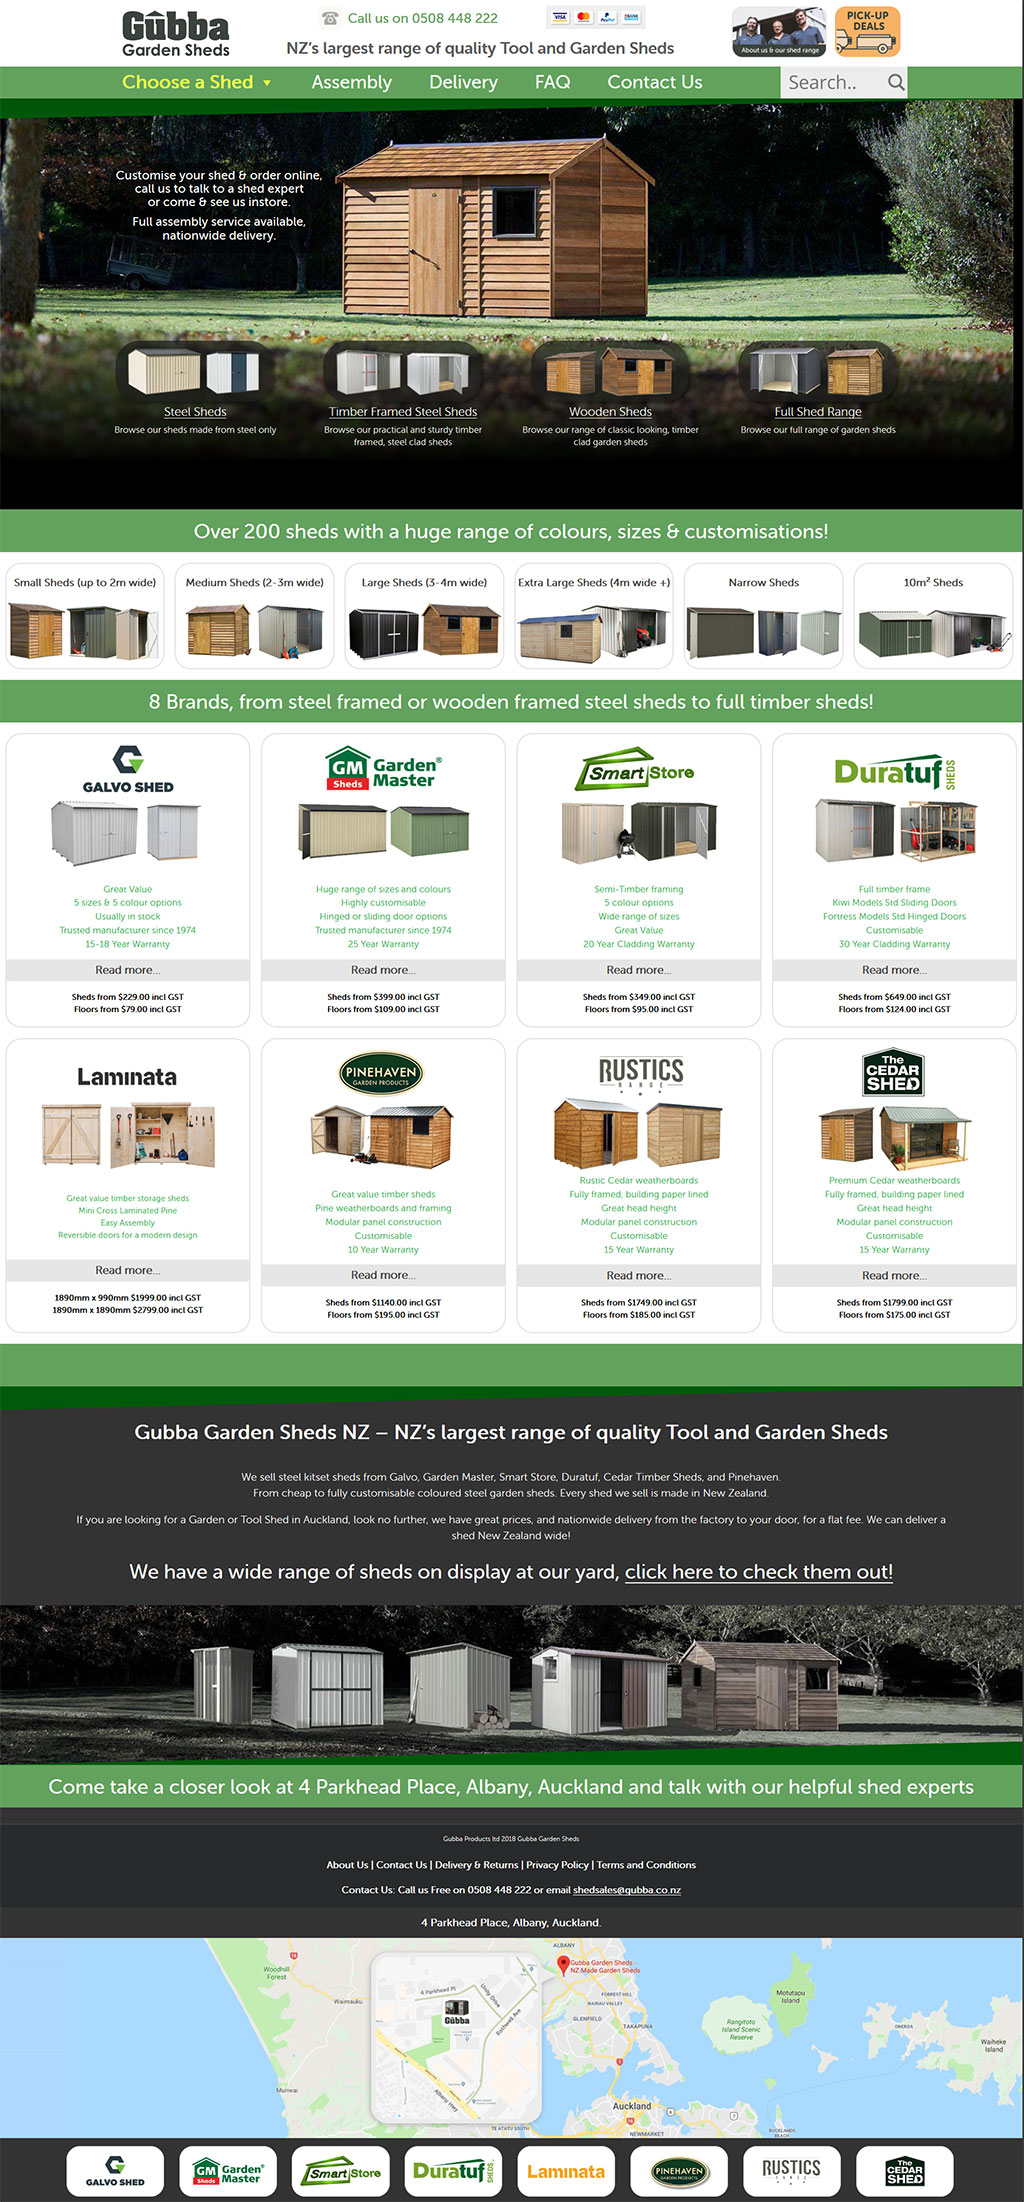 Gubba
Garden Sheds
Call us on 0508 448 222
VISA
PayPal
NZ's largest range of quality Tool and Garden Sheds
About us & our shed range
PICK-UP
DEALS
Choose a Shed
Assembly
Delivery
FAQ
Contact Us
Search..
Customise your shed & order online,
call us to talk to a shed expert
or come & see us instore.
Full assembly service available,
nationwide delivery.
Steel Sheds
Browse our sheds made from steel only
Timber Framed Steel Sheds
Browse our practical and sturdy timber
framed, steel clad sheds
Wooden Sheds
Browse our range of classic looking, timber
clad garden sheds
Full Shed Range
Browse our full range of garden sheds
Over 200 sheds with a huge range of colours, sizes & customisations!
Small Sheds (up to 2m wide)
Medium Sheds (2-3m wide)
Large Sheds (3-4m wide)
Extra Large Sheds (4m wide +)
Narrow Sheds
10m² Sheds
8 Brands, from steel framed or wooden framed steel sheds to full timber sheds!
GALVO SHED
Great Value
5 sizes & 5 colour options
Usually in stock
Trusted manufacturer since 1974
15-18 Year Warranty
Read more...
Sheds from $229.00 incl GST
Floors from $79.00 incl GST
GM
Sheds
Garden®
Master
Huge range of sizes and colours
Highly customisable
Hinged or sliding door options
Trusted manufacturer since 1974
25 Year Warranty
Read more...
Sheds from $399.00 incl GST
Floors from $109.00 incl GST
Smart Store
Semi-Timber framing
5 colour options
Wide range of sizes
Great Value
20 Year Cladding Warranty
Read more...
Sheds from $349.00 incl GST
Floors from $95.00 incl GST
Duratuf SHEDS
Full timber frame
Kiwi Models Std Sliding Doors
Fortress Models Std Hinged Doors
Customisable
30 Year Cladding Warranty
Read more...
Sheds from $649.00 incl GST
Floors from $124.00 incl GST
Laminata
Great value timber storage sheds
Mini Cross Laminated Pine
Easy Assembly
Reversible doors for a modern design
Read more...
1890mm x 990mm $1999.00 incl GST
1890mm x 1890mm $2799.00 incl GST
PINEHAVEN
GARDEN PRODUCTS
Great value timber sheds
Pine weatherboards and framing
Modular panel construction
Customisable
10 Year Warranty
Read more...
Sheds from $1140.00 incl GST
Floors from $195.00 incl GST
RUSTICS
RANGE
Rustic Cedar weatherboards
Fully framed, building paper lined
Great head height
Modular panel construction
Customisable
15 Year Warranty
Read more...
Sheds from $1749.00 incl GST
Floors from $185.00 incl GST
The
CEDAR
SHED
Premium Cedar weatherboards
Fully framed, building paper lined
Great head height
Modular panel construction
Customisable
15 Year Warranty
Read more...
Sheds from $1799.00 incl GST
Floors from $175.00 incl GST
Gubba Garden Sheds NZ – NZ's largest range of quality Tool and Garden Sheds
We sell steel kitset sheds from Galvo, Garden Master, Smart Store, Duratuf, Cedar Timber Sheds, and Pinehaven.
From cheap to fully customisable coloured steel garden sheds. Every shed we sell is made in New Zealand.
If you are looking for a Garden or Tool Shed in Auckland, look no further, we have great prices, and nationwide delivery from the factory to your door, for a flat fee. We can deliver a
shed New Zealand wide!
We have a wide range of sheds on display at our yard, click here to check them out!
Come take a closer look at 4 Parkhead Place, Albany, Auckland and talk with our helpful shed experts
Gubba Products ltd 2018 Gubba Garden Sheds
About Us | Contact Us | Delivery & Returns | Privacy Policy | Terms and Conditions
Contact Us: Call us Free on 0508 448 222 or email shedsales@gubba.co.nz
4 Parkhead Place, Albany, Auckland.
ALBANY
Gubba Garden Sheds -
NZ Made Garden Sheds
Woodhill
Forest
Waimauku
4 Parkhead Pl
Unity Drive
Rothwell Ave
Gubba
Albany Hwy
FORREST HILL
WAIRAU VALLEY
GLENFIELD
TAKAPUNA
Motutapu
Island
Rangitoto
Island Scenic
Reserve
ONEROA
Waiheke
Island
Muriwai
Auckland
TE ATATU SOUTH
NEWMARKET
BUCKLANDS
BEACH
GALVO SHED
GM
Sheds
Garden®
Master
Smart Store
Duratuf SHEDS
Laminata
PINEHAVEN
GARDEN PRODUCTS
RUSTICS
RANGE
The
CEDAR
SHED